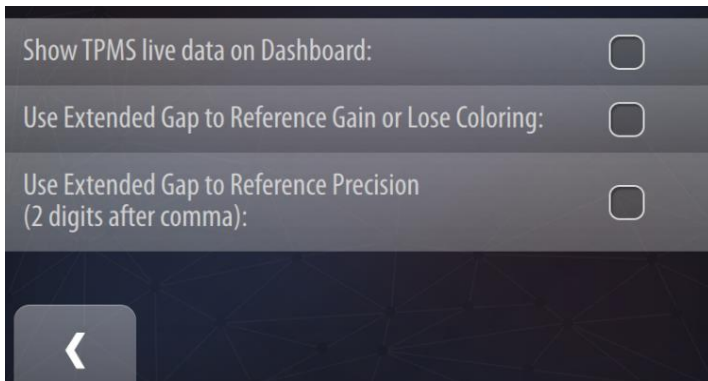 Show TPMS live data on Dashboard:
Use Extended Gap to Reference Gain or Lose Coloring:
Use Extended Gap to Reference Precision
(2 digits after comma):